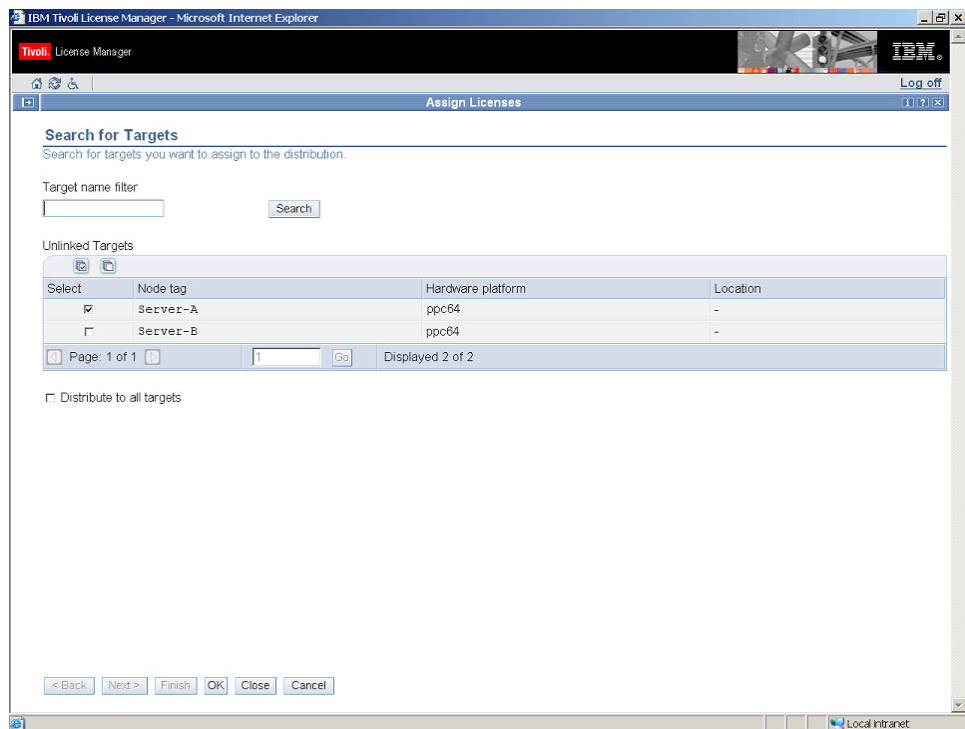 IBM Tivoli License Manager - Microsoft Internet Explorer
Tivoli. License Manager
IBM.
Log off
Assign Licenses
i ? x
Search for Targets
Search for targets you want to assign to the distribution.
Target name filter
Search
Unlinked Targets
Select Node tag Hardware platform Location
Server-A ppc64 -
Server-B ppc64 -
Page: 1 of 1 1 Go Displayed 2 of 2
Distribute to all targets
< Back Next > Finish OK Close Cancel
Local intranet